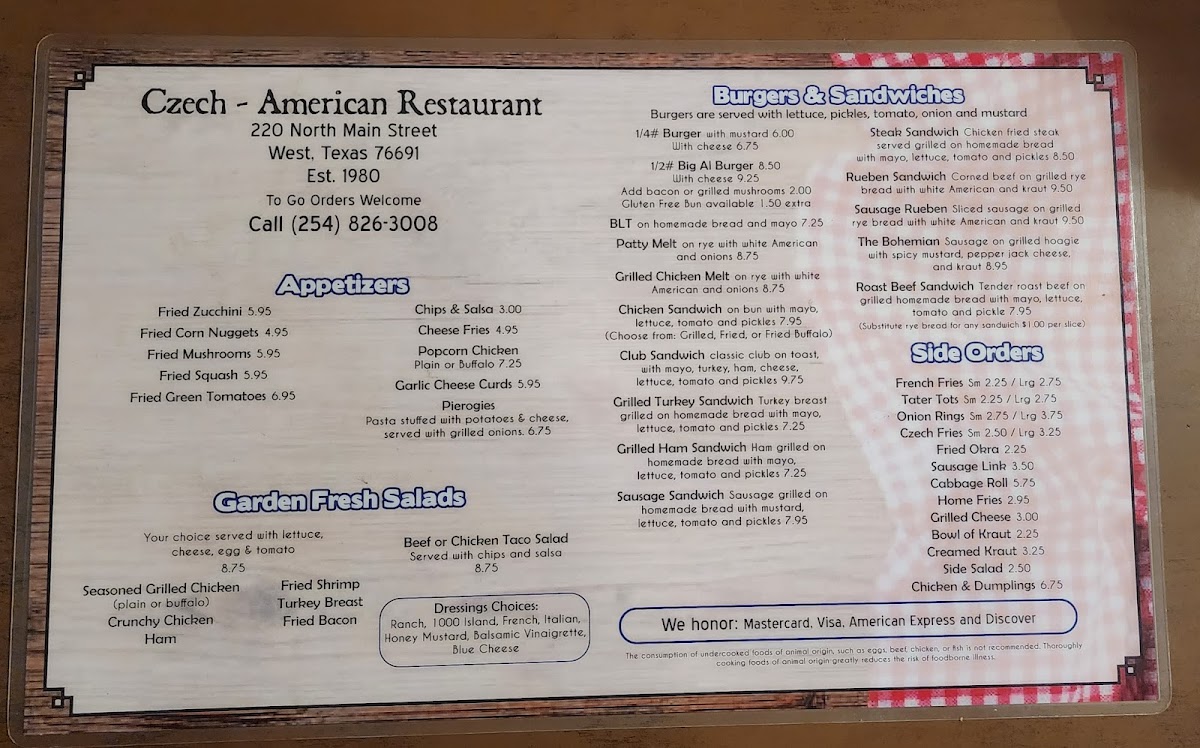 Czech - American Restaurant
220 North Main Street
West, Texas 76691
Est. 1980
To Go Orders Welcome
Call (254) 826-3008
Appetizers
Fried Zucchini 5.95
Fried Corn Nuggets 4.95
Fried Mushrooms 5.95
Fried Squash 5.95
Fried Green Tomatoes 6.95
Chips & Salsa 3.00
Cheese Fries 4.95
Popcorn Chicken
Plain or Buffalo 7.25
Garlic Cheese Curds 5.95
Pierogies
Pasta stuffed with potatoes & cheese,
served with grilled onions. 6.75
Garden Fresh Salads
Your choice served with lettuce,
cheese, egg & tomato
8.75
Seasoned Grilled Chicken
(plain or buffalo)
Crunchy Chicken
Ham
Fried Shrimp
Turkey Breast
Fried Bacon
Beef or Chicken Taco Salad
Served with chips and salsa
8.75
Dressings Choices:
Ranch, 1000 Island, French, Italian,
Honey Mustard, Balsamic Vinaigrette,
Blue Cheese
Burgers & Sandwiches
Burgers are served with lettuce, pickles, tomato, onion and mustard
1/4# Burger with mustard 6.00
With cheese 6.75
1/2# Big Al Burger 8.50
With cheese 9.25
Add bacon or grilled mushrooms 2.00
Gluten Free Bun available 1.50 extra
BLT on homemade bread and mayo 7.25
Patty Melt on rye with white American
and onions 8.75
Grilled Chicken Melt on rye with white
American and onions 8.75
Chicken Sandwich on bun with mayo,
lettuce, tomato and pickles 7.95
(Choose from: Grilled, Fried, or Fried Buffalo)
Club Sandwich classic club on toast,
with mayo, turkey, ham, cheese,
lettuce, tomato and pickles 9.75
Grilled Turkey Sandwich Turkey breast
grilled on homemade bread with mayo,
lettuce, tomato and pickles 7.25
Grilled Ham Sandwich Ham grilled on
homemade bread with mayo,
lettuce, tomato and pickles 7.25
Sausage Sandwich Sausage grilled on
homemade bread with mustard,
lettuce, tomato and pickles 7.95
Steak Sandwich Chicken fried steak
served grilled on homemade bread
with mayo, lettuce, tomato and pickles 8.50
Rueben Sandwich Corned beef on grilled rye
bread with white American and kraut 9.50
Sausage Rueben Sliced sausage on grilled
rye bread with white American and kraut 9.50
The Bohemian Sausage on grilled hoagie
with spicy mustard, pepper jack cheese,
and kraut 8.95
Roast Beef Sandwich Tender roast beef on
grilled homemade bread with mayo, lettuce,
tomato and pickle 7.95
(Substitute rye bread for any sandwich $1.00 per slice)
Side Orders
French Fries Sm 2.25 / Lrg 2.75
Tater Tots Sm 2.25 / Lrg 2.75
Onion Rings Sm 2.75 / Lrg 3.75
Czech Fries Sm 2.50 / Lrg 3.25
Fried Okra 2.25
Sausage Link 3.50
Cabbage Roll 5.75
Home Fries 2.95
Grilled Cheese 3.00
Bowl of Kraut 2.25
Creamed Kraut 3.25
Side Salad 2.50
Chicken & Dumplings 6.75
We honor: Mastercard, Visa, American Express and Discover
The consumption of undercooked foods of animal origin, such as eggs, beef, chicken, or fish is not recommended. Thoroughly
cooking foods of animal origin greatly reduces the risk of foodborne illness.